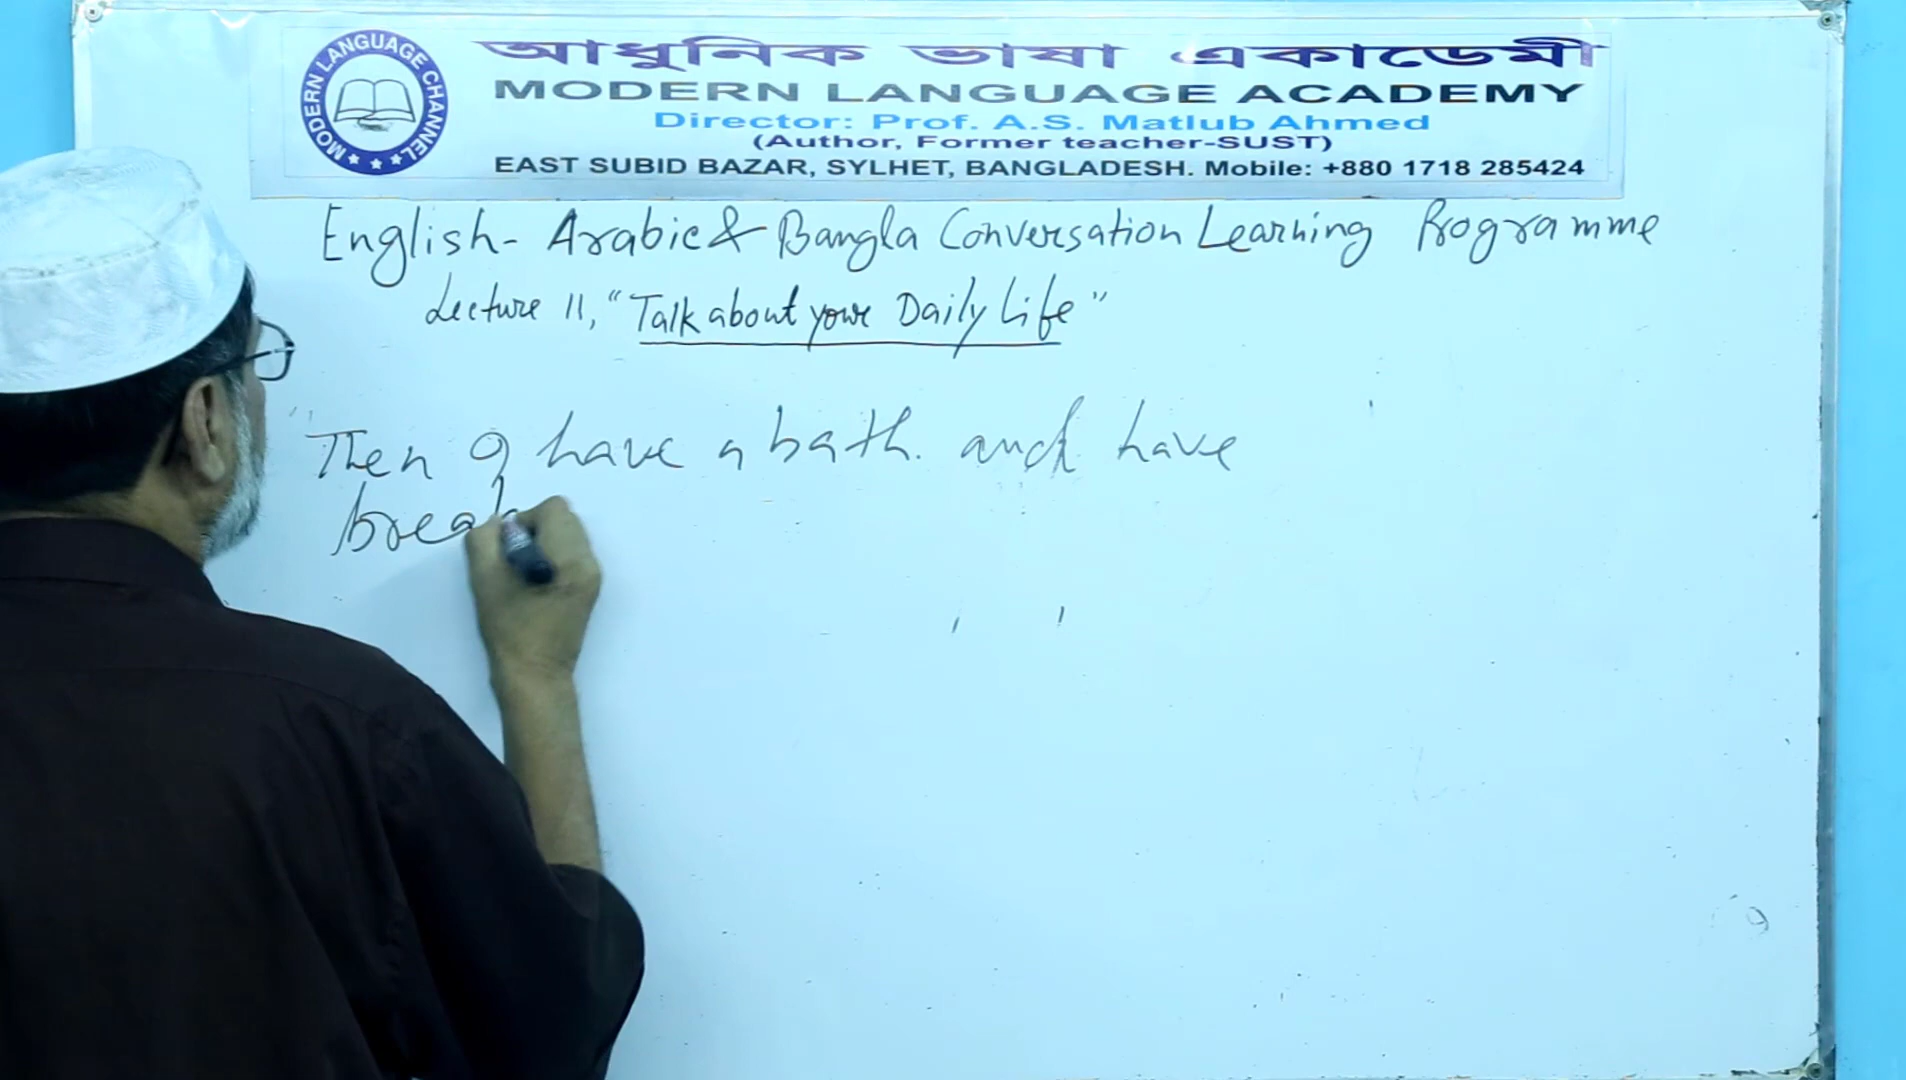 MODERN LANGUAGE CHANNEL
আধুনিক ভাষা একাডেমী
MODERN LANGUAGE ACADEMY
Director: Prof. A.S. Matlub Ahmed
(Author, Former teacher-SUST)
EAST SUBID BAZAR, SYLHET, BANGLADESH. Mobile: +880 1718 285424
English- Arabic & Bangla Conversation Learning Programme
Lecture 11, "Talk about your Daily Life"
Then I have a bath. and have